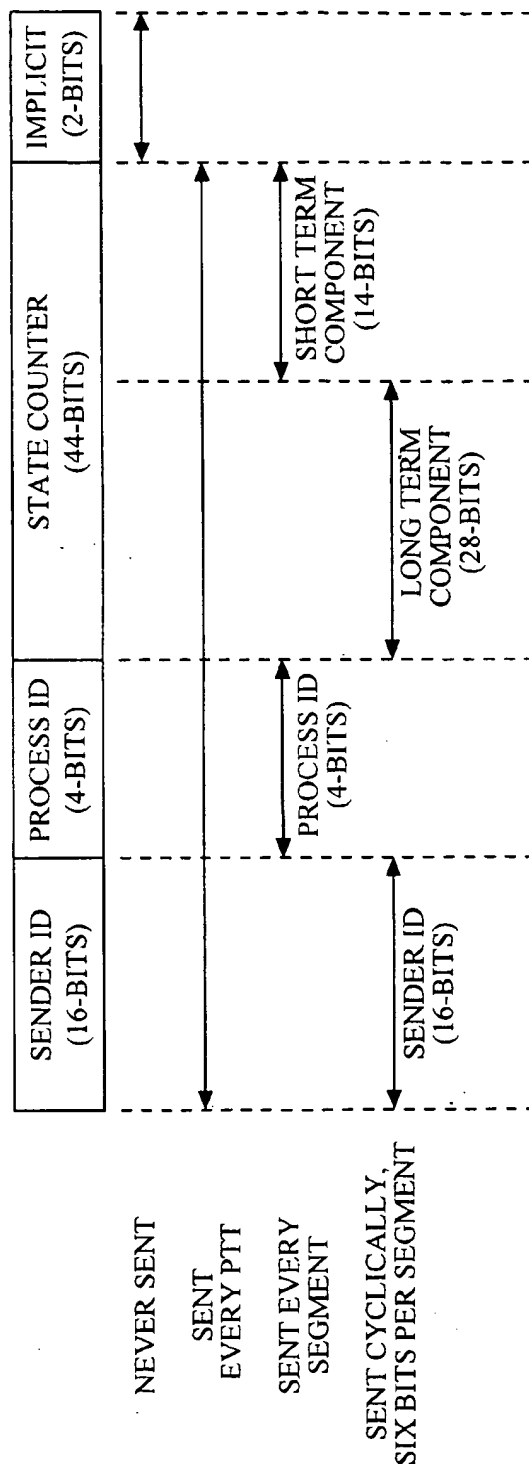 SENDER ID
(16-BITS)
PROCESS ID
(4-BITS)
STATE COUNTER
(44-BITS)
IMPLICIT
(2-BITS)
NEVER SENT
SENT
EVERY PTT
SENT EVERY
SEGMENT
PROCESS ID
(4-BITS)
SHORT TERM
COMPONENT
(14-BITS)
SENT CYCLICALLY,
SIX BITS PER SEGMENT
SENDER ID
(16-BITS)
LONG TERM
COMPONENT
(28-BITS)